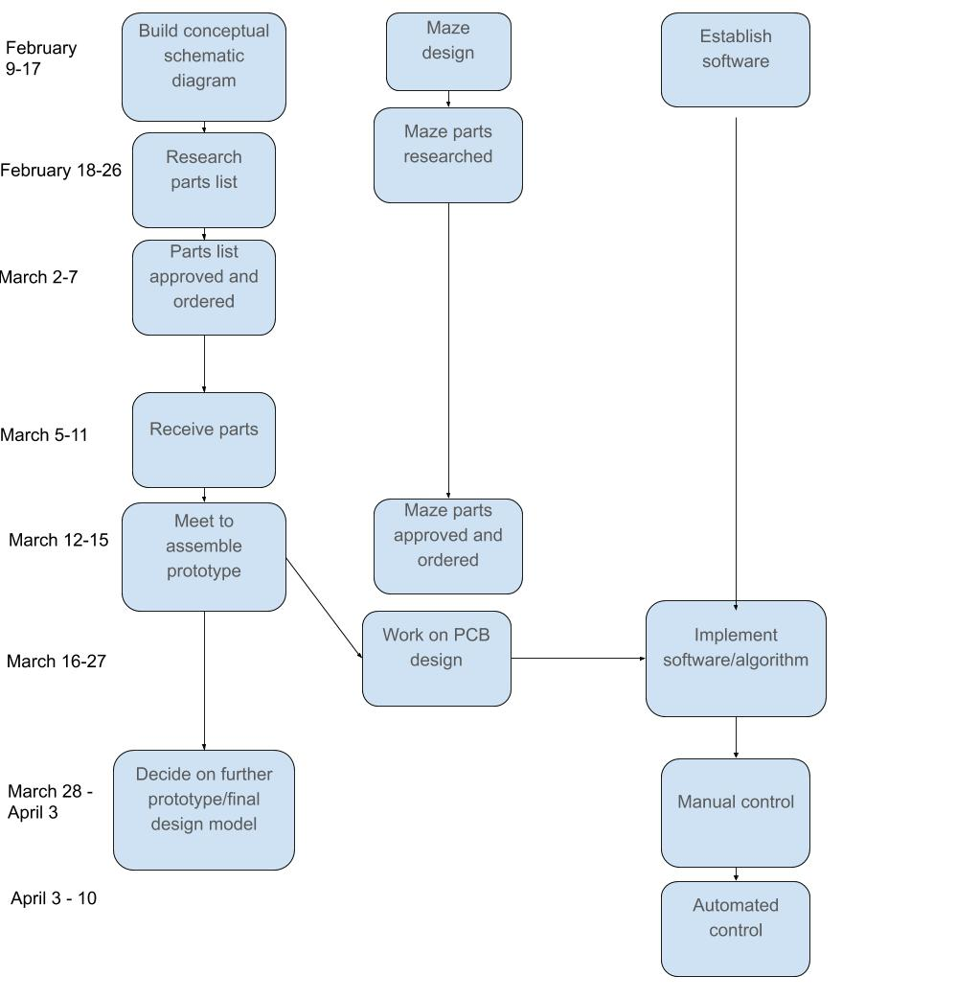 Build conceptual
schematic
diagram
Maze
design
Establish
software
February
9-17
Maze parts
researched
Research
parts list
February 18-26
Parts list
approved and
ordered
March 2-7
Receive parts
March 5-11
Maze parts
approved and
ordered
Meet to
assemble
prototype
March 12-15
Work on PCB
design
Implement
software/algorithm
March 16-27
Decide on further
prototype/final
design model
March 28 -
April 3
Manual control
April 3 - 10
Automated
control